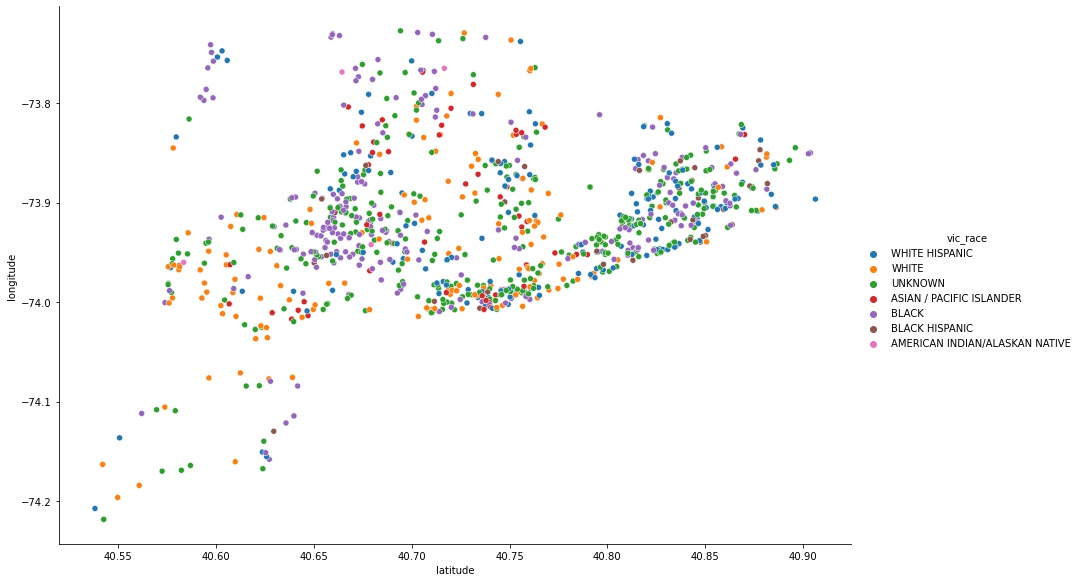 −73.8
−73.9
−74.0
−74.1
−74.2
longitude
40.55 40.60 40.65 40.70 40.75 40.80 40.85 40.90
latitude
vic_race
WHITE HISPANIC
WHITE
UNKNOWN
ASIAN / PACIFIC ISLANDER
BLACK
BLACK HISPANIC
AMERICAN INDIAN/ALASKAN NATIVE